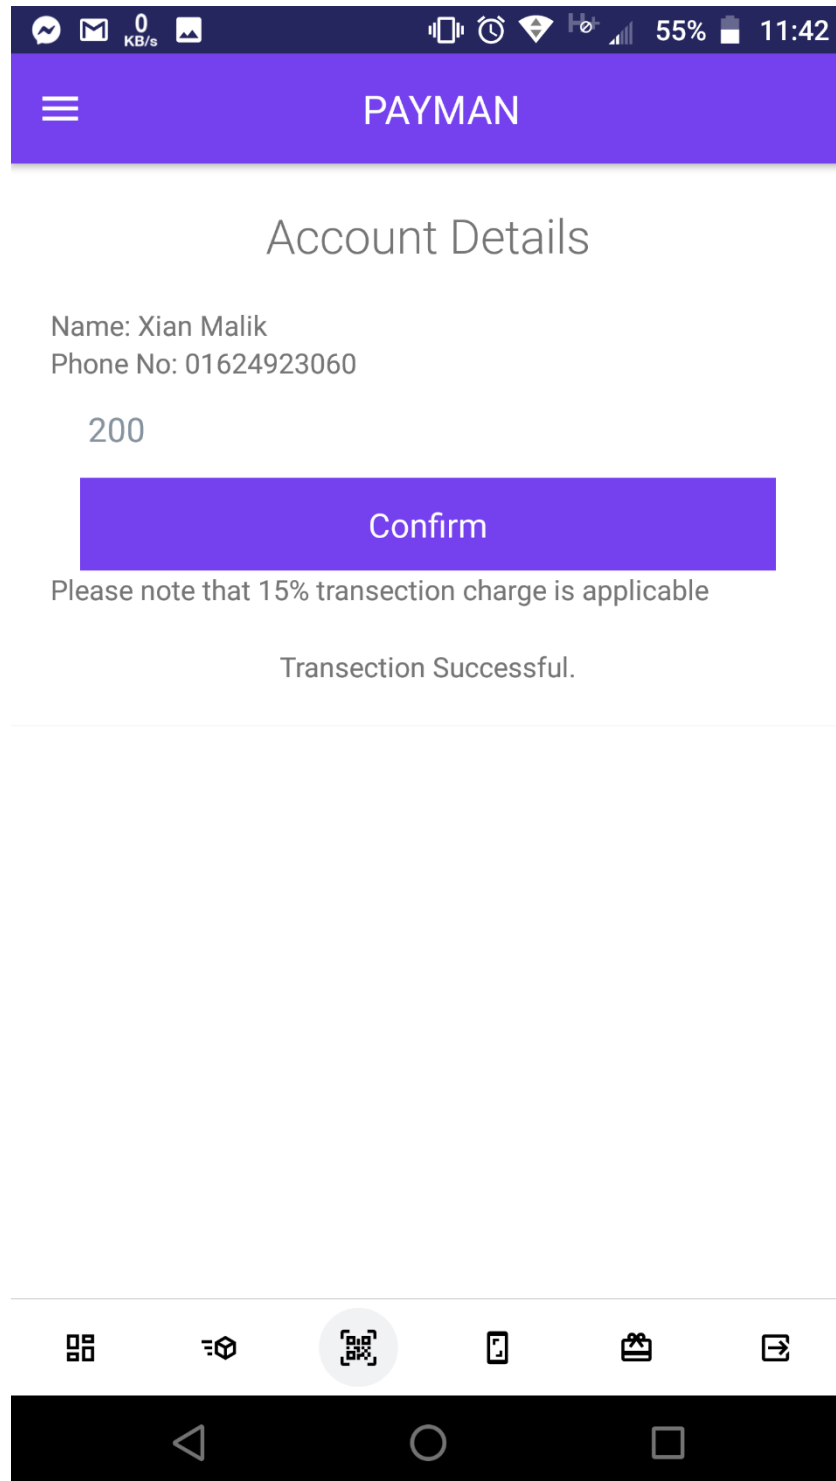 0
KB/s
55%
11:42
PAYMAN
Account Details
Name: Xian Malik
Phone No: 01624923060
200
Confirm
Please note that 15% transection charge is applicable
Transection Successful.